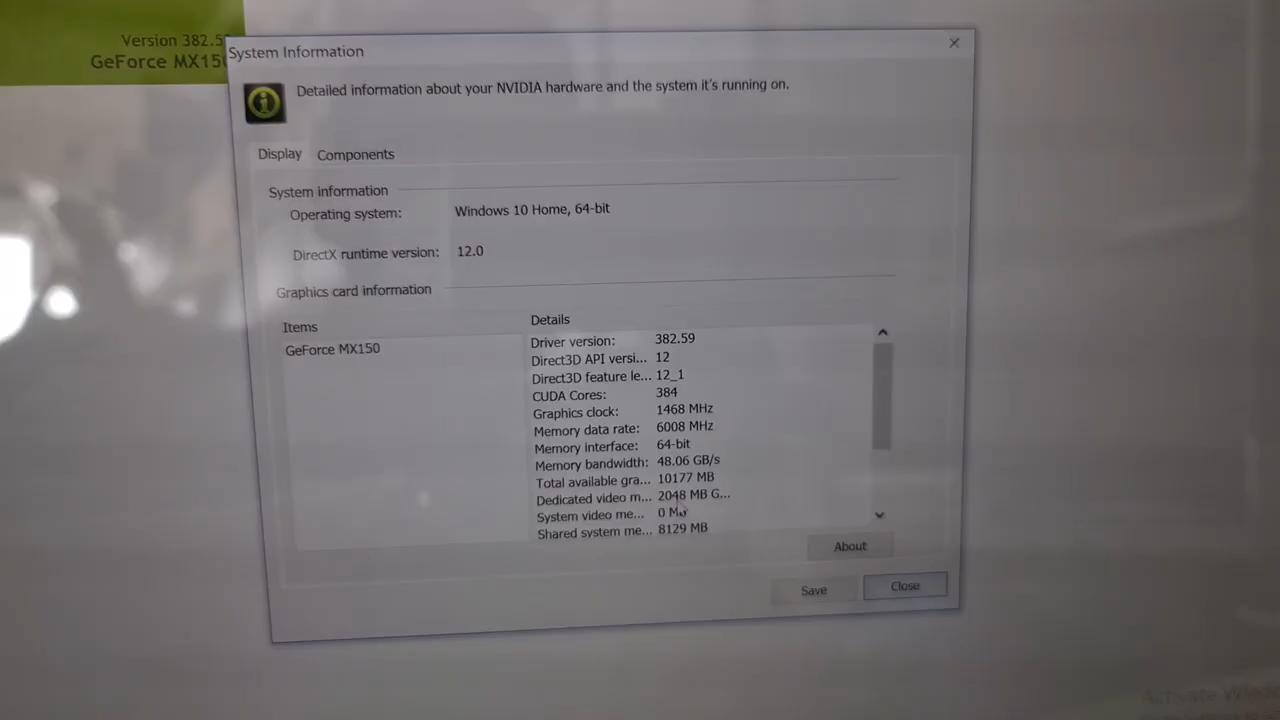 Version 382.5
GeForce MX15
System Information
Detailed information about your NVIDIA hardware and the system it's running on.
Display Components
System information
Operating system: Windows 10 Home, 64-bit
DirectX runtime version: 12.0
Graphics card information
Items
GeForce MX150
Details
Driver version: 382.59
Direct3D API versi... 12
Direct3D feature le... 12_1
CUDA Cores: 384
Graphics clock: 1468 MHz
Memory data rate: 6008 MHz
Memory interface: 64-bit
Memory bandwidth: 48.06 GB/s
Total available gra... 10177 MB
Dedicated video m... 2048 MB G...
System video me... 0 MB
Shared system me... 8129 MB
About
Save Close
Activate Wind